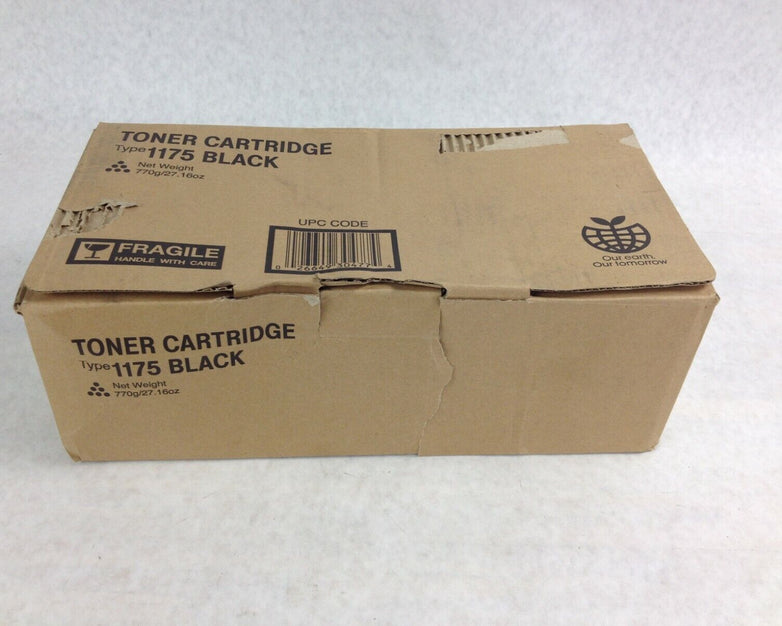 TONER CARTRIDGE
Type 1175 BLACK
Net Weight
770g/27.16oz
FRAGILE
HANDLE WITH CARE
UPC CODE
Our earth,
Our tomorrow
TONER CARTRIDGE
Type 1175 BLACK
Net Weight
770g/27.16oz